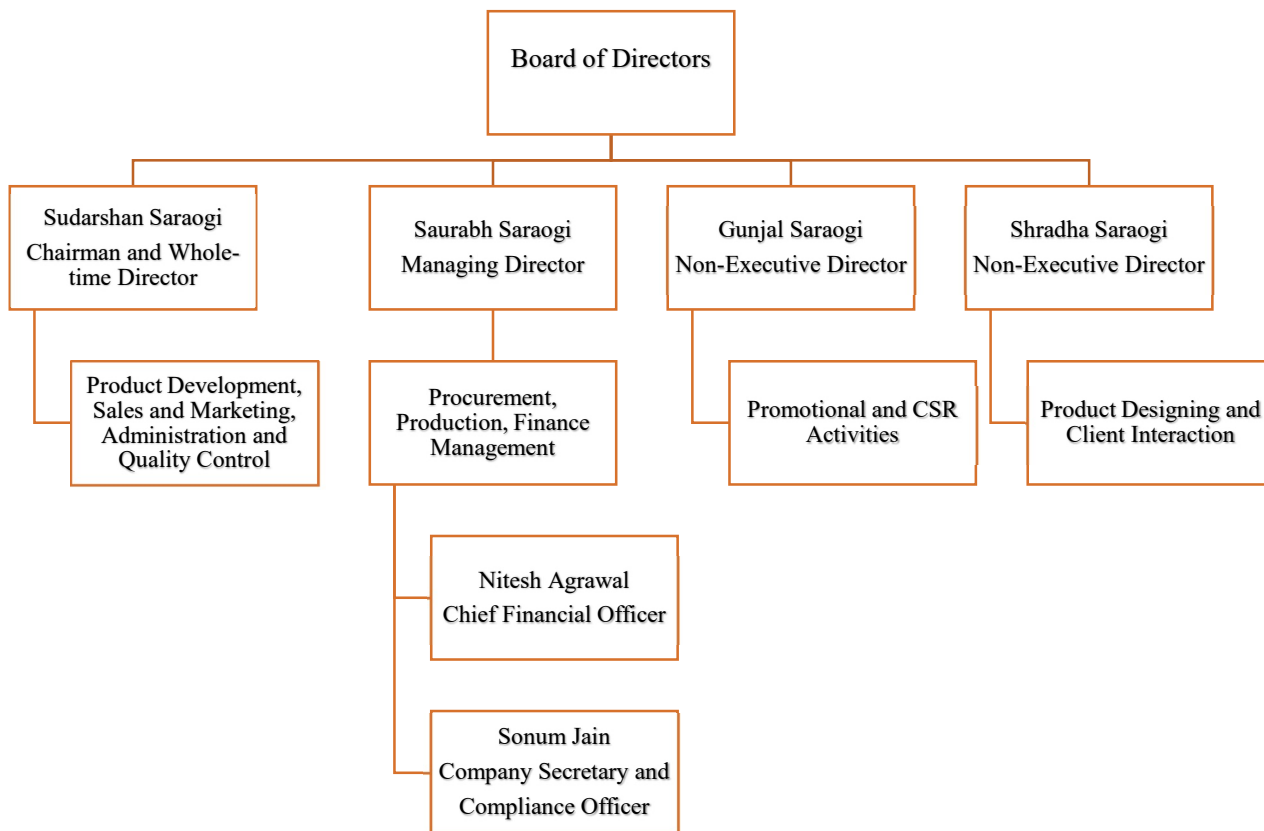 Board of Directors
Sudarshan Saraogi
Chairman and Whole-
time Director
Saurabh Saraogi
Managing Director
Gunjal Saraogi
Non-Executive Director
Shradha Saraogi
Non-Executive Director
Product Development,
Sales and Marketing,
Administration and
Quality Control
Procurement,
Production, Finance
Management
Promotional and CSR
Activities
Product Designing and
Client Interaction
Nitesh Agrawal
Chief Financial Officer
Sonum Jain
Company Secretary and
Compliance Officer